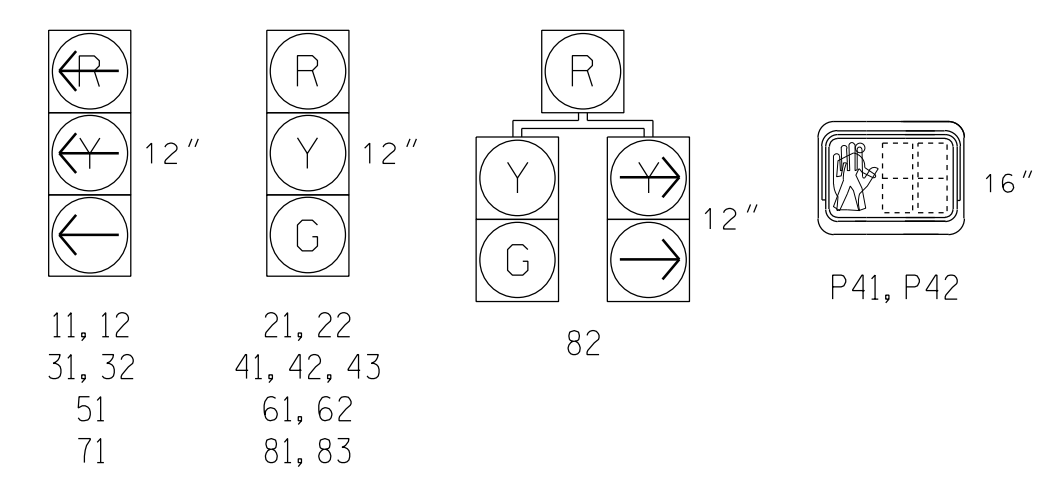 R
Y
12"
11, 12
31, 32
51
71
R
Y
G
12"
21, 22
41, 42, 43
61, 62
81, 83
R
Y Y
G
12"
82
16"
P41, P42